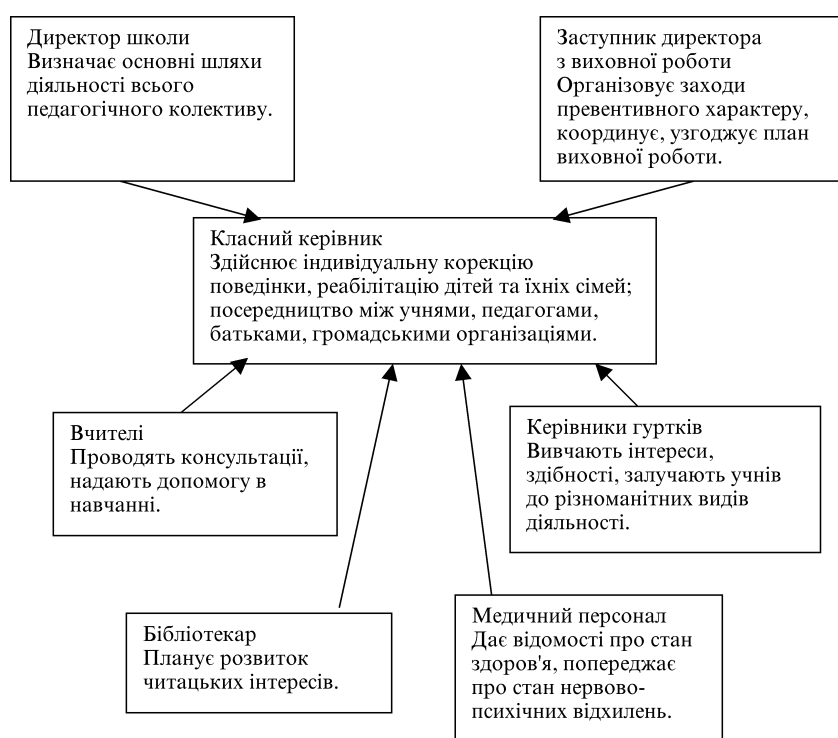 Директор школи
Визначає основні шляхи
діяльності всього
педагогічного колективу.
Заступник директора
з виховної роботи
Організовує заходи
превентивного характеру,
координує, узгоджує план
виховної роботи.
Класний керівник
Здійснює індивідуальну корекцію
поведінки, реабілітацію дітей та їхніх сімей;
посередництво між учнями, педагогами,
батьками, громадськими організаціями.
Вчителі
Проводять консультації,
надають допомогу в
навчанні.
Керівники гуртків
Вивчають інтереси,
здібності, залучають учнів
до різноманітних видів
діяльності.
Бібліотекар
Планує розвиток
читацьких інтересів.
Медичний персонал
Дає відомості про стан
здоров'я, попереджає
про стан нервово-
психічних відхилень.